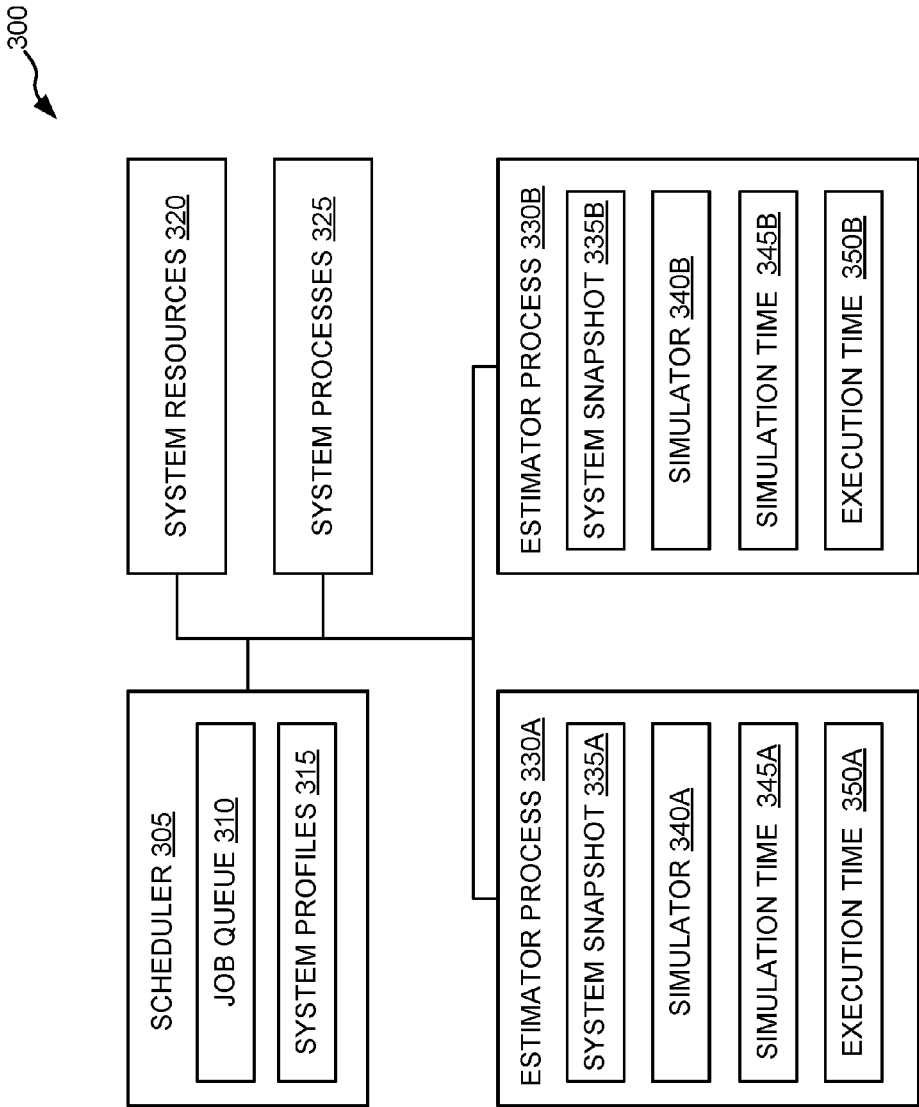 300
SCHEDULER 305
JOB QUEUE 310
SYSTEM PROFILES 315
SYSTEM RESOURCES 320
SYSTEM PROCESSES 325
ESTIMATOR PROCESS 330A
SYSTEM SNAPSHOT 335A
SIMULATOR 340A
SIMULATION TIME 345A
EXECUTION TIME 350A
ESTIMATOR PROCESS 330B
SYSTEM SNAPSHOT 335B
SIMULATOR 340B
SIMULATION TIME 345B
EXECUTION TIME 350B